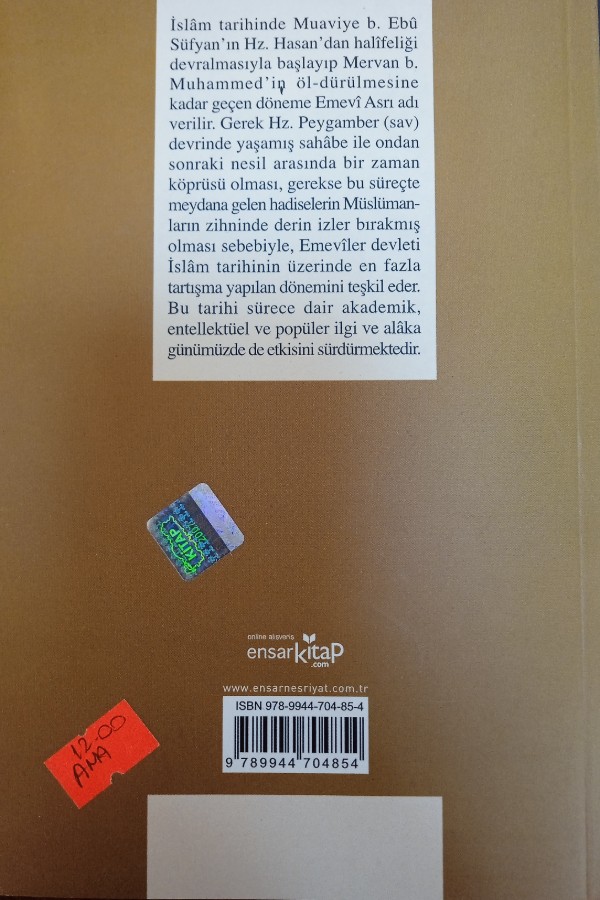 İslâm tarihinde Muaviye b. Ebû
Süfyan'ın Hz. Hasan'dan halîfeliği
devralmasıyla başlayıp Mervan b.
Muhammed'in öl-dürülmesine
kadar geçen döneme Emevî Asrı adı
verilir. Gerek Hz. Peygamber (sav)
devrinde yaşamış sahâbe ile ondan
sonraki nesil arasında bir zaman
köprüsü olması, gerekse bu süreçte
meydana gelen hadiselerin Müslüman-
ların zihninde derin izler bırakmış
olması sebebiyle, Emevîler devleti
İslâm tarihinin üzerinde en fazla
tartışma yapılan dönemini teşkil eder.
Bu tarihi sürece dair akademik,
entellektüel ve popüler ilgi ve alâka
günümüzde de etkisini sürdürmektedir.
KİTAP
online alışveriş
ensarkitap
.com
www.ensarnesriyat.com.tr
ISBN 978-9944-704-85-4
9 789944 704854
12.00
AMA